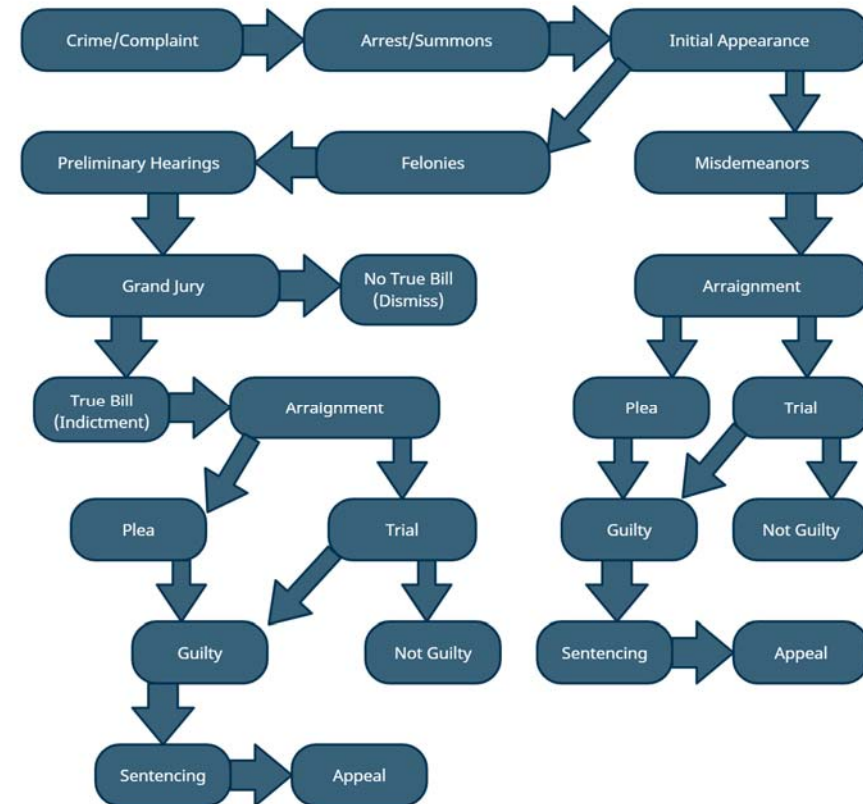 Crime/Complaint
Arrest/Summons
Initial Appearance
Preliminary Hearings
Felonies
Misdemeanors
Grand Jury
No True Bill
(Dismiss)
Arraignment
True Bill
(Indictment)
Arraignment
Plea
Trial
Plea
Trial
Guilty
Not Guilty
Guilty
Not Guilty
Sentencing
Appeal
Sentencing
Appeal